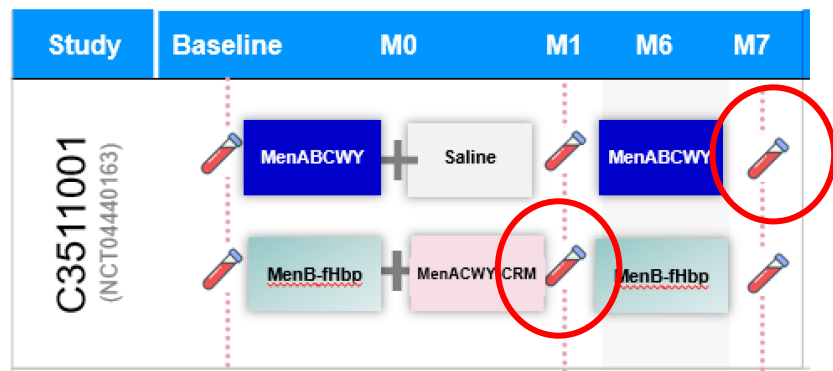 Study Baseline M0 M1 M6 M7
C3511001
(NCT04440163)
MenABCWY + Saline MenABCWY
MenB-fHbp + MenACWY-CRM MenB-fHbp